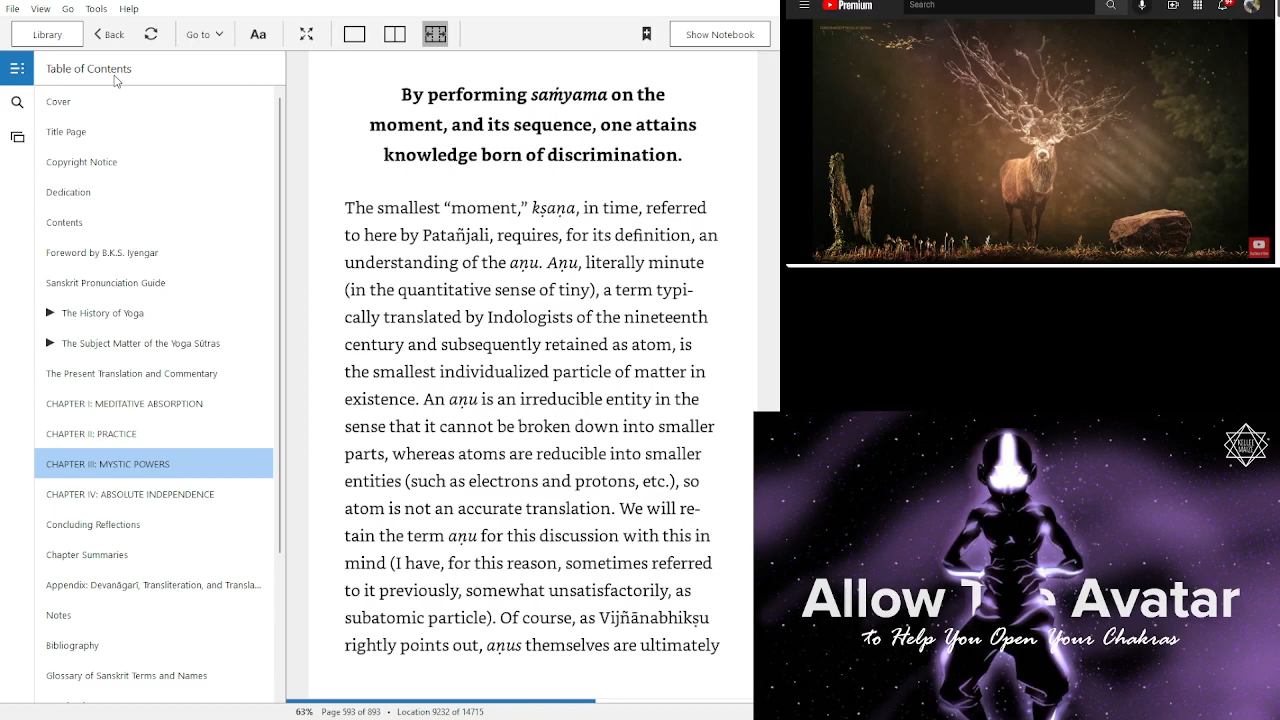 File View Go Tools Help
Library Back Go to Aa Show Notebook
Table of Contents
Cover
Title Page
Copyright Notice
Dedication
Contents
Foreword by B.K.S. Iyengar
Sanskrit Pronunciation Guide
The History of Yoga
The Subject Matter of the Yoga Sūtras
The Present Translation and Commentary
CHAPTER I: MEDITATIVE ABSORPTION
CHAPTER II: PRACTICE
CHAPTER III: MYSTIC POWERS
CHAPTER IV: ABSOLUTE INDEPENDENCE
Concluding Reflections
Chapter Summaries
Appendix: Devanāgarī, Transliteration, and Transla...
Notes
Bibliography
Glossary of Sanskrit Terms and Names
By performing saṁyama on the
moment, and its sequence, one attains
knowledge born of discrimination.
The smallest “moment,” kṣaṇa, in time, referred
to here by Patañjali, requires, for its definition, an
understanding of the aṇu. Aṇu, literally minute
(in the quantitative sense of tiny), a term typi-
cally translated by Indologists of the nineteenth
century and subsequently retained as atom, is
the smallest individualized particle of matter in
existence. An aṇu is an irreducible entity in the
sense that it cannot be broken down into smaller
parts, whereas atoms are reducible into smaller
entities (such as electrons and protons, etc.), so
atom is not an accurate translation. We will re-
tain the term aṇu for this discussion with this in
mind (I have, for this reason, sometimes referred
to it previously, somewhat unsatisfactorily, as
subatomic particle). Of course, as Vijñānabhikṣu
rightly points out, aṇus themselves are ultimately
63% Page 593 of 893 • Location 9232 of 14715
Premium Search
9+
Subscribe
Allow T e Avatar
to Help You Open Your Chakras